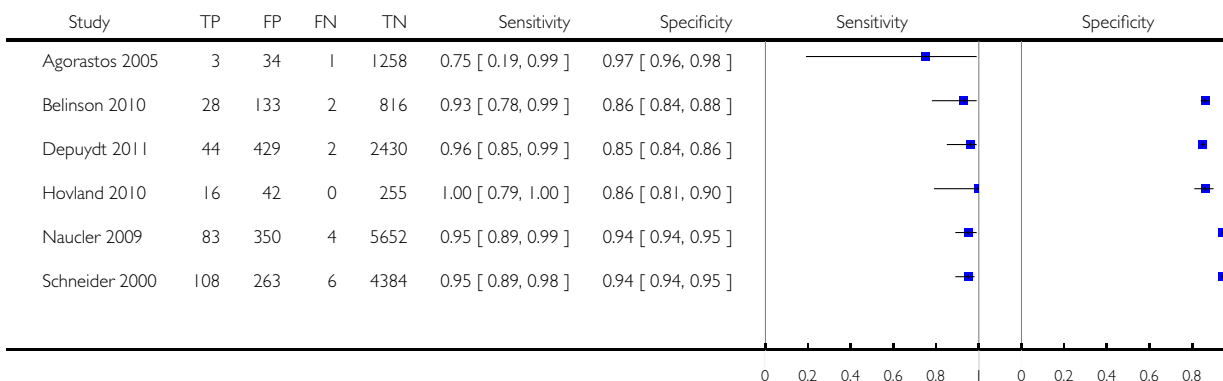 Study TP FP FN TN Sensitivity Specificity Sensitivity Specificity
Agorastos 2005 3 34 1 1258 0.75 [ 0.19, 0.99 ] 0.97 [ 0.96, 0.98 ]
Belinson 2010 28 133 2 816 0.93 [ 0.78, 0.99 ] 0.86 [ 0.84, 0.88 ]
Depuydt 2011 44 429 2 2430 0.96 [ 0.85, 0.99 ] 0.85 [ 0.84, 0.86 ]
Hovland 2010 16 42 0 255 1.00 [ 0.79, 1.00 ] 0.86 [ 0.81, 0.90 ]
Naucler 2009 83 350 4 5652 0.95 [ 0.89, 0.99 ] 0.94 [ 0.94, 0.95 ]
Schneider 2000 108 263 6 4384 0.95 [ 0.89, 0.98 ] 0.94 [ 0.94, 0.95 ]
0 0.2 0.4 0.6 0.8 1 0 0.2 0.4 0.6 0.8